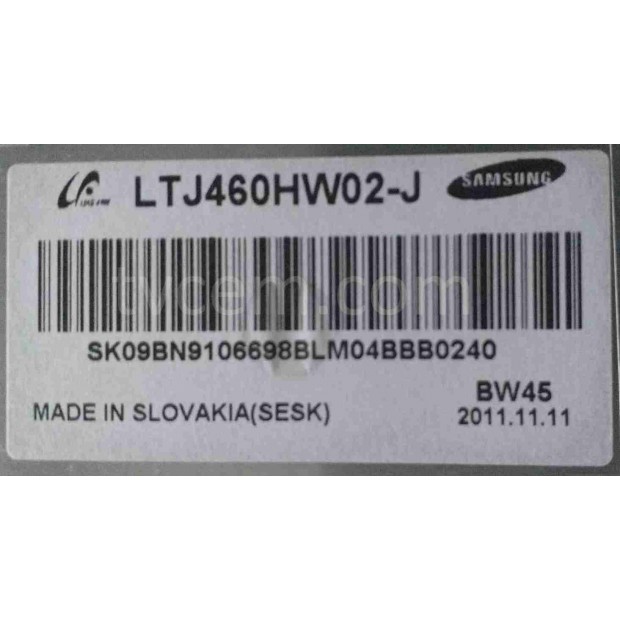 LTJ460HW02-J SAMSUNG
tvcem.com
SK09BN9106698BLM04BBB0240
BW45
MADE IN SLOVAKIA(SESK) 2011.11.11